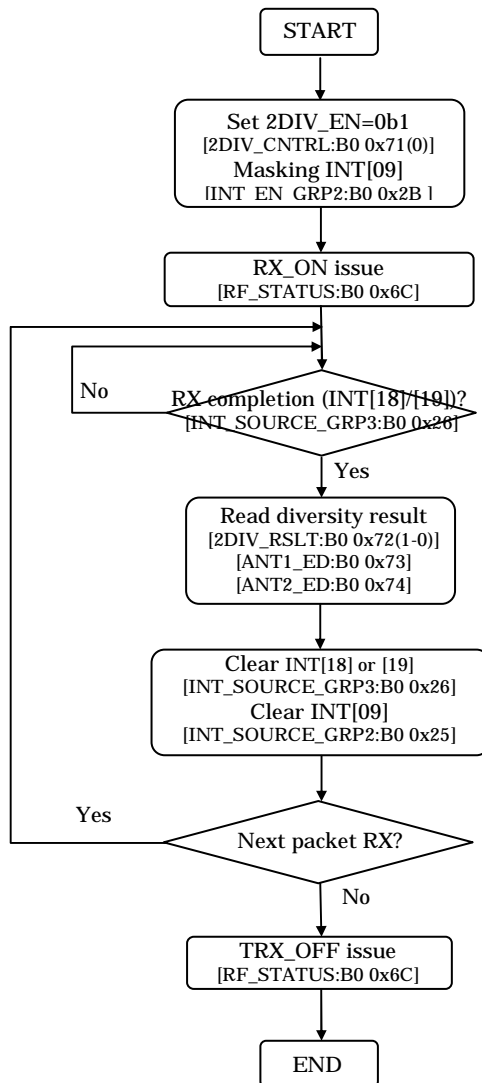 START
Set 2DIV_EN=0b1
[2DIV_CNTRL:B0 0x71(0)]
Masking INT[09]
[INT_EN_GRP2:B0 0x2B ]
RX_ON issue
[RF_STATUS:B0 0x6C]
No
RX completion (INT[18]/[19])?
[INT_SOURCE_GRP3:B0 0x26]
Yes
Read diversity result
[2DIV_RSLT:B0 0x72(1-0)]
[ANT1_ED:B0 0x73]
[ANT2_ED:B0 0x74]
Clear INT[18] or [19]
[INT_SOURCE_GRP3:B0 0x26]
Clear INT[09]
[INT_SOURCE_GRP2:B0 0x25]
Yes
Next packet RX?
No
TRX_OFF issue
[RF_STATUS:B0 0x6C]
END